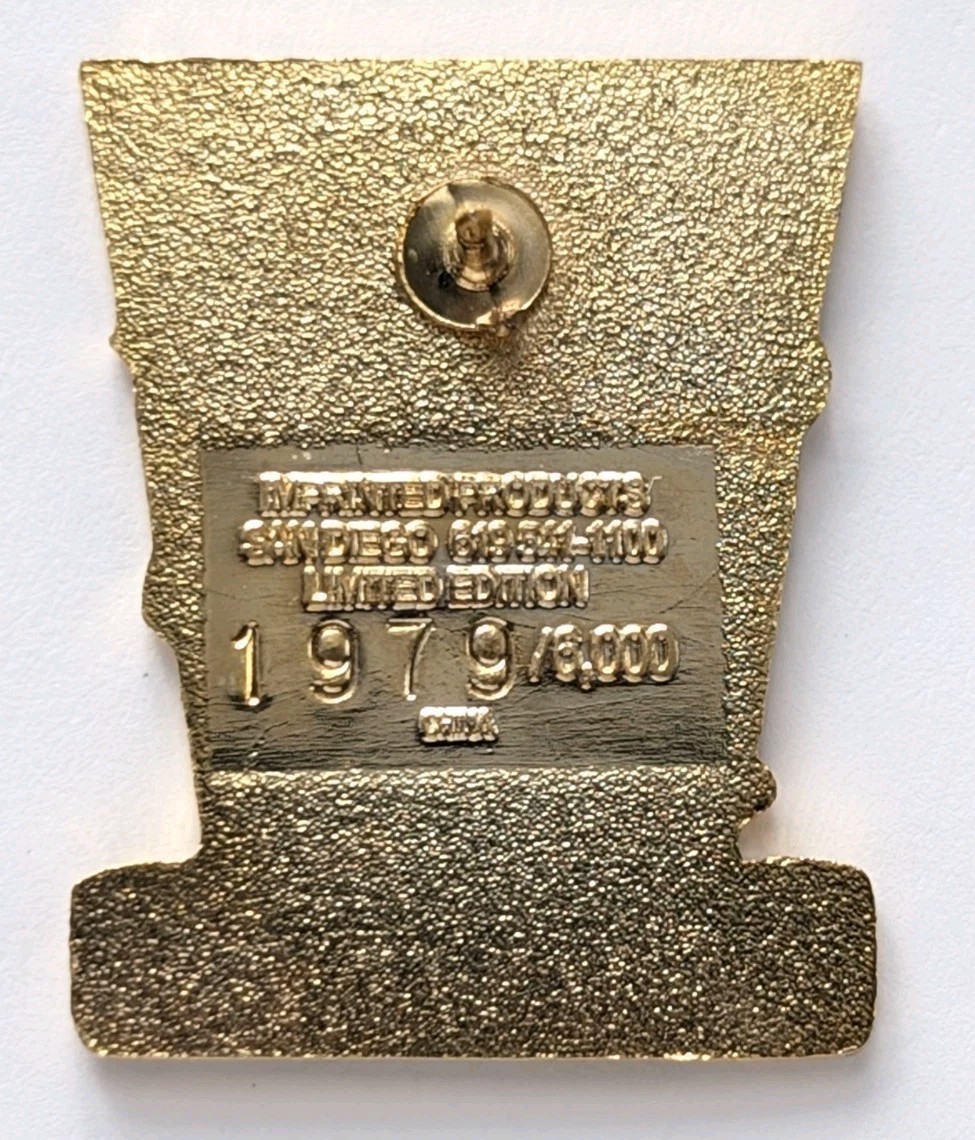 IMPRINTED PRODUCTS
SAN DIEGO 619 541-1100
LIMITED EDITION
1979 /6,000
CHINA